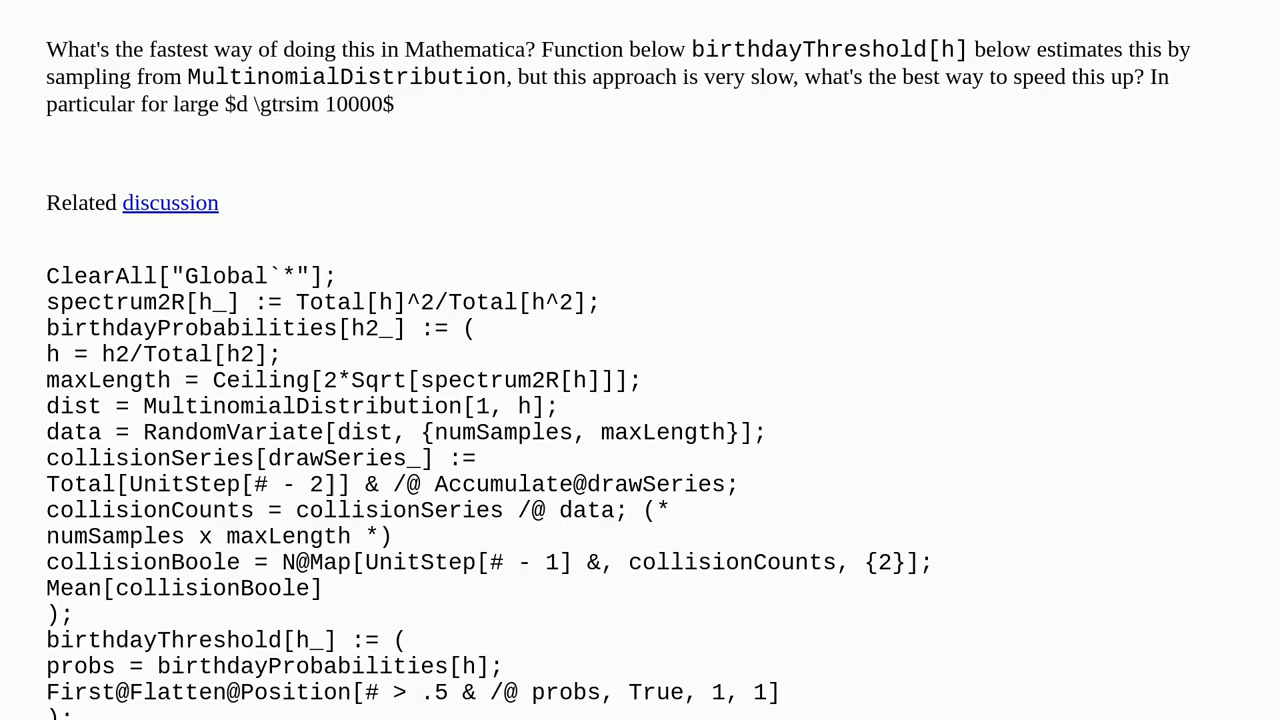 What's the fastest way of doing this in Mathematica? Function below birthdayThreshold[h] below estimates this by
sampling from MultinomialDistribution, but this approach is very slow, what's the best way to speed this up? In
particular for large $d \gtrsim 10000$
Related discussion
ClearAll["Global`*"];
spectrum2R[h_] := Total[h]^2/Total[h^2];
birthdayProbabilities[h2_] := (
h = h2/Total[h2];
maxLength = Ceiling[2*Sqrt[spectrum2R[h]]];
dist = MultinomialDistribution[1, h];
data = RandomVariate[dist, {numSamples, maxLength}];
collisionSeries[drawSeries_] :=
Total[UnitStep[# - 2]] & /@ Accumulate@drawSeries;
collisionCounts = collisionSeries /@ data; (*
numSamples x maxLength *)
collisionBoole = N@Map[UnitStep[# - 1] &, collisionCounts, {2}];
Mean[collisionBoole]
);
birthdayThreshold[h_] := (
probs = birthdayProbabilities[h];
First@Flatten@Position[# > .5 & /@ probs, True, 1, 1]
);